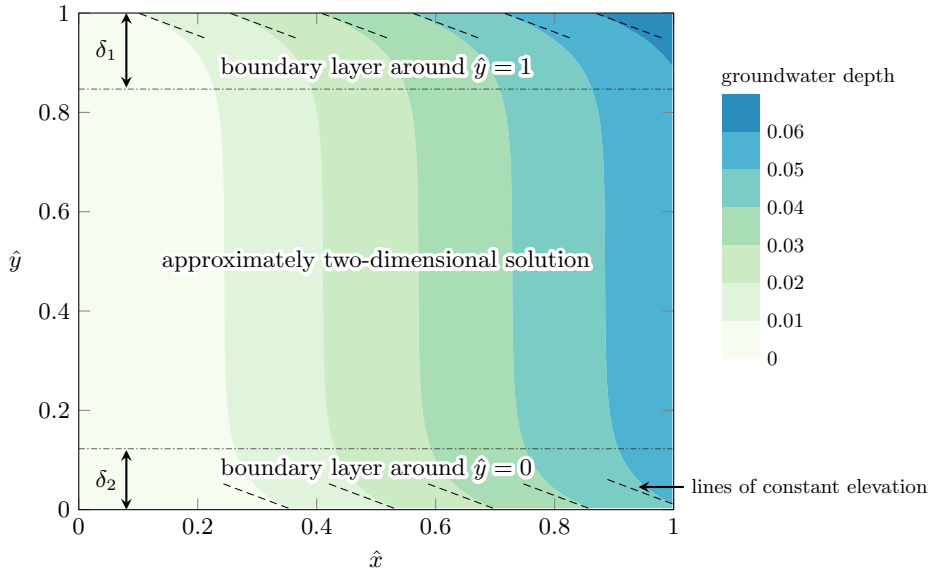 1
δ₁
boundary layer around ŷ = 1
groundwater depth
0.8
0.06
0.05
0.6
0.04
ŷ
approximately two-dimensional solution
0.03
0.02
0.4
0.01
0
0.2
δ₂
boundary layer around ŷ = 0
lines of constant elevation
0
0 0.2 0.4 0.6 0.8 1
x̂